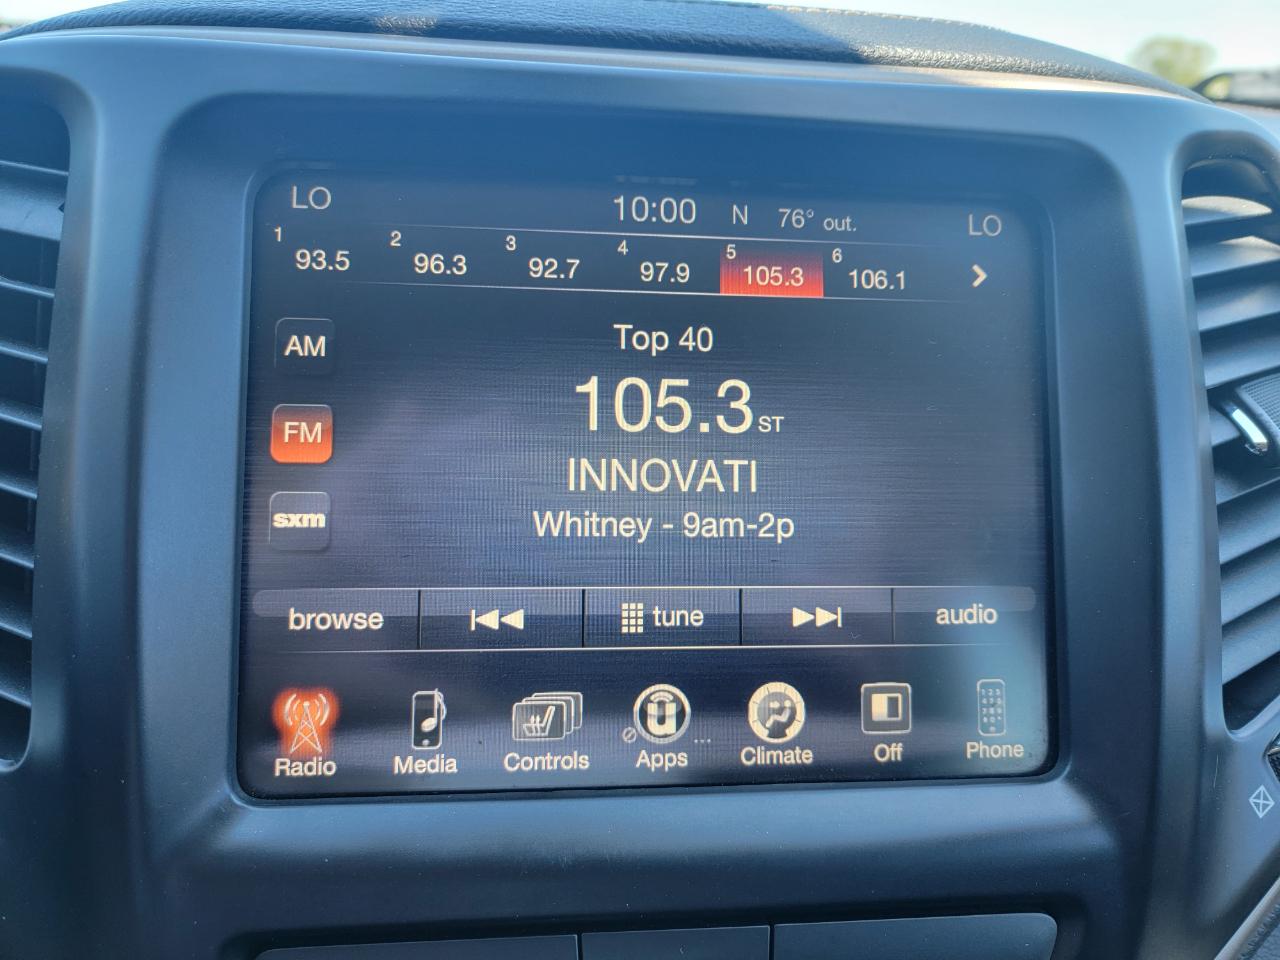 LO 10:00 N 76° out. LO
1 93.5 2 96.3 3 92.7 4 97.9 5 105.3 6 106.1
AM
Top 40
105.3 ST
FM
INNOVATI
sxm
Whitney - 9am-2p
browse tune audio
Radio Media Controls Apps ... Climate Off Phone